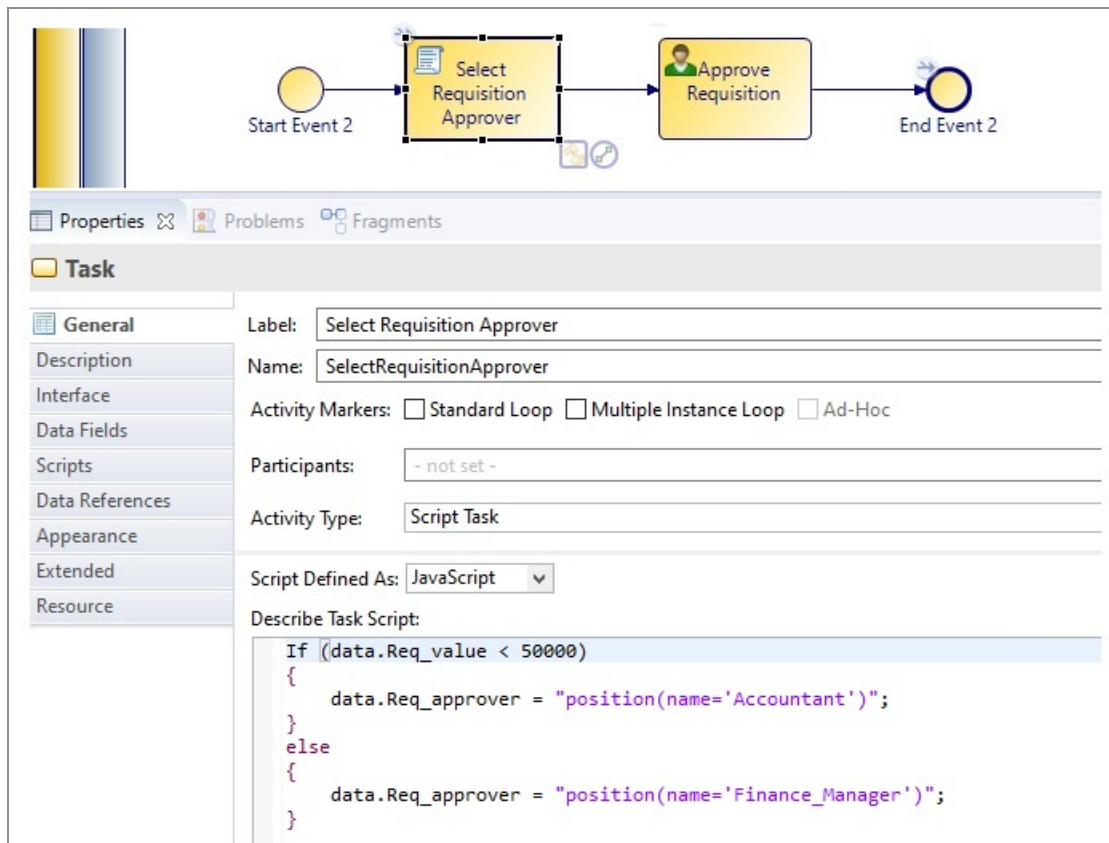 Select
Requisition
Approver
Approve
Requisition
Start Event 2
End Event 2
Properties
Problems
Fragments
Task
General
Label: Select Requisition Approver
Description
Name: SelectRequisitionApprover
Interface
Activity Markers: Standard Loop Multiple Instance Loop Ad-Hoc
Data Fields
Scripts
Participants: - not set -
Data References
Activity Type: Script Task
Appearance
Extended
Script Defined As: JavaScript
Resource
Describe Task Script:
If (data.Req_value < 50000)
{
data.Req_approver = "position(name='Accountant')";
}
else
{
data.Req_approver = "position(name='Finance_Manager')";
}